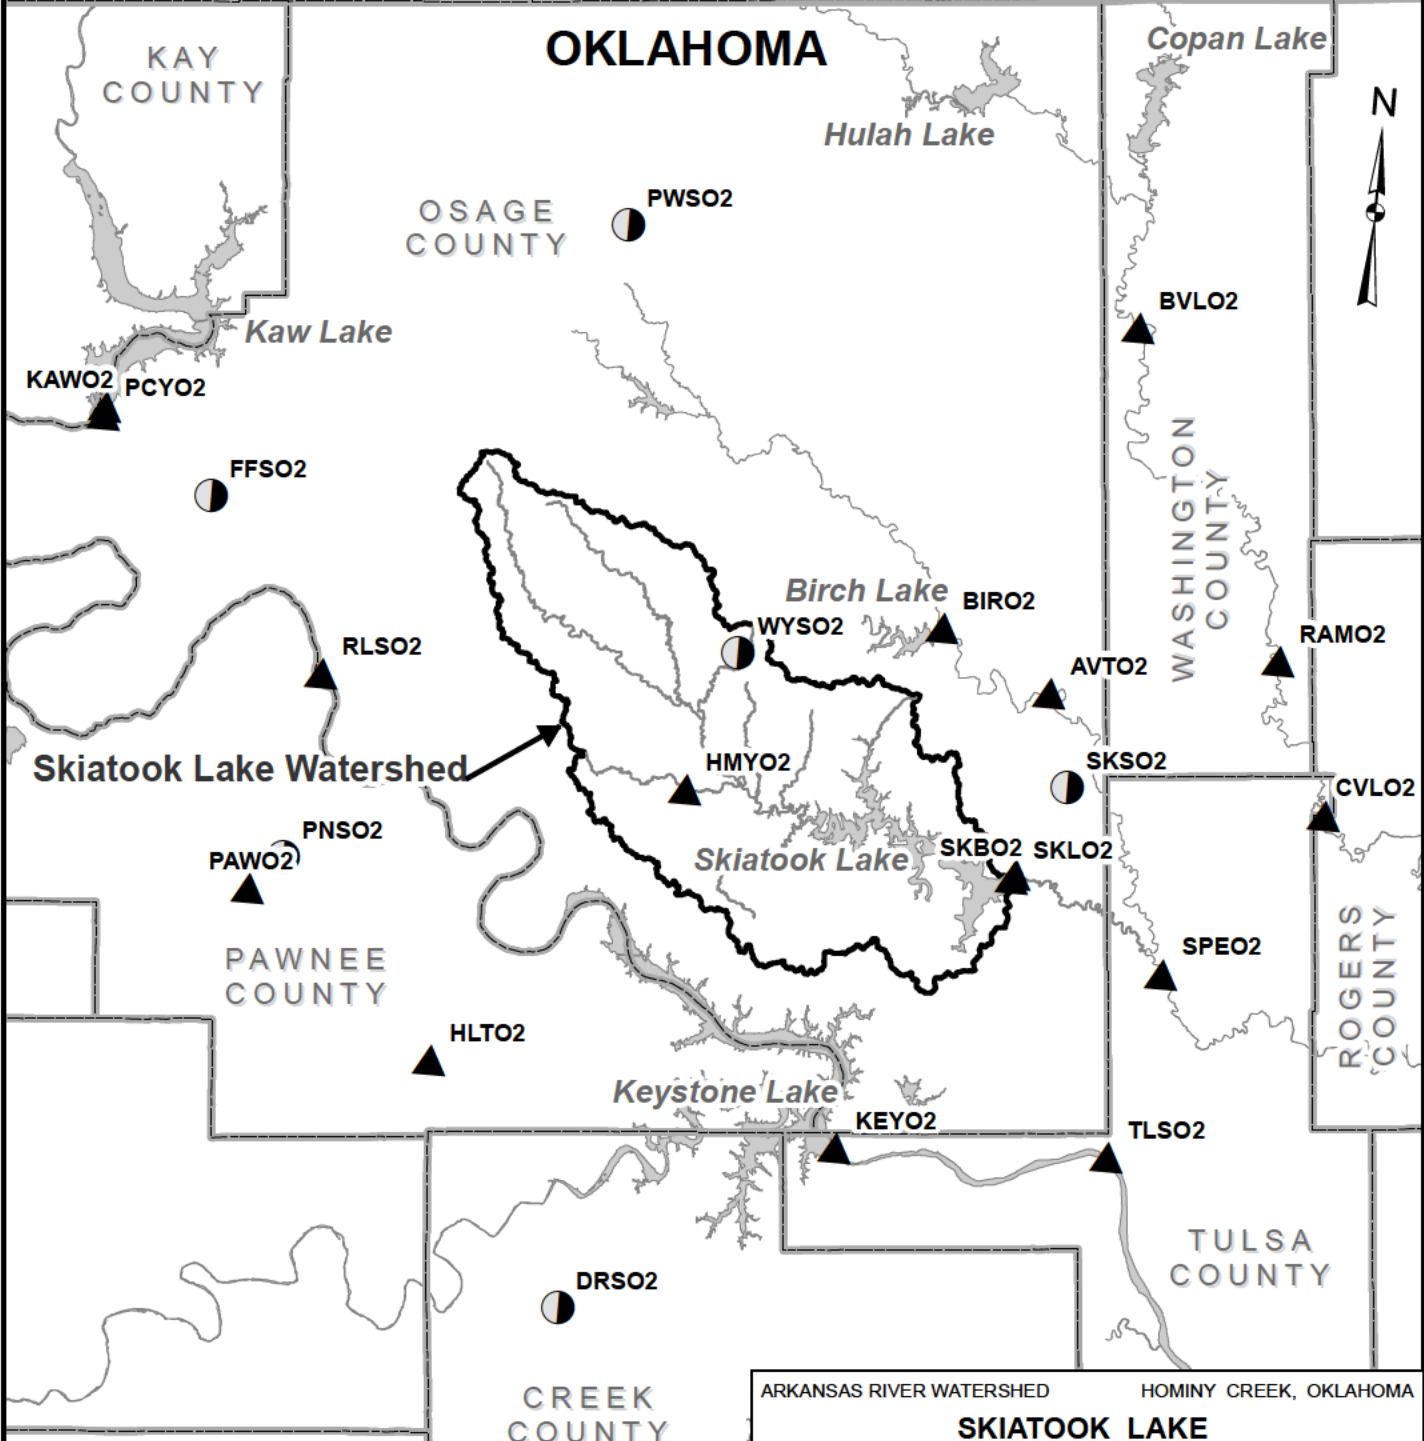 OKLAHOMA
Copan Lake
KAY
COUNTY
N
Hulah Lake
PWSO2
OSAGE
COUNTY
BVLO2
Kaw Lake
KAWO2
PCYO2
WASHINGTON
COUNTY
FFSO2
Birch Lake
BIRO2
WYSO2
RAMO2
RLSO2
AVTO2
Skiatook Lake Watershed
HMYO2
SKSO2
CVLO2
PNSO2
PAWO2
Skiatook Lake
SKBO2
SKLO2
ROGERS
COUNTY
SPEO2
PAWNEE
COUNTY
HLTO2
Keystone Lake
KEYO2
TLSO2
TULSA
COUNTY
DRSO2
CREEK
COUNTY
ARKANSAS RIVER WATERSHED
HOMINY CREEK, OKLAHOMA
SKIATOOK LAKE